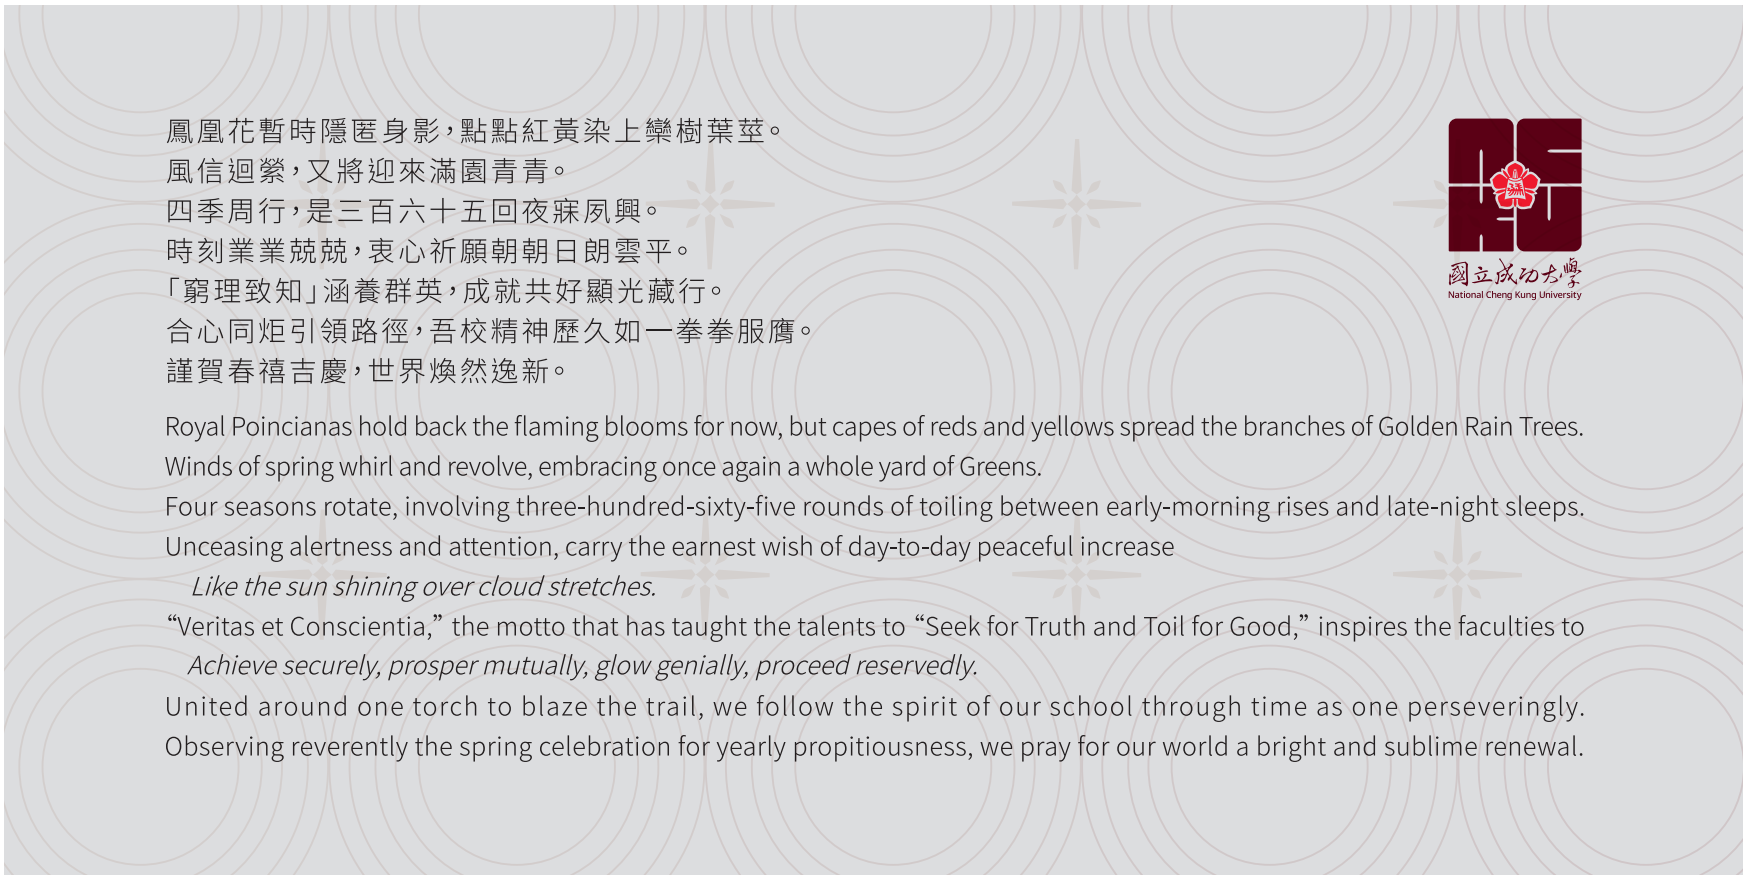 鳳凰花暫時隱匿身影，點點紅黃染上欒樹葉莖。
風信迴縈，又將迎來滿園青青。
四季周行，是三百六十五回夜寐夙興。
時刻業業兢兢，衷心祈願朝朝日朗雲平。
「窮理致知」涵養群英，成就共好顯光藏行。
合心同炬引領路徑，吾校精神歷久如一拳拳服膺。
謹賀春禧吉慶，世界煥然逸新。
國立成功大學
National Cheng Kung University
Royal Poincianas hold back the flaming blooms for now, but capes of reds and yellows spread the branches of Golden Rain Trees.
Winds of spring whirl and revolve, embracing once again a whole yard of Greens.
Four seasons rotate, involving three-hundred-sixty-five rounds of toiling between early-morning rises and late-night sleeps.
Unceasing alertness and attention, carry the earnest wish of day-to-day peaceful increase
Like the sun shining over cloud stretches.
“Veritas et Conscientia,” the motto that has taught the talents to “Seek for Truth and Toil for Good,” inspires the faculties to
Achieve securely, prosper mutually, glow genially, proceed reservedly.
United around one torch to blaze the trail, we follow the spirit of our school through time as one perseveringly.
Observing reverently the spring celebration for yearly propitiousness, we pray for our world a bright and sublime renewal.